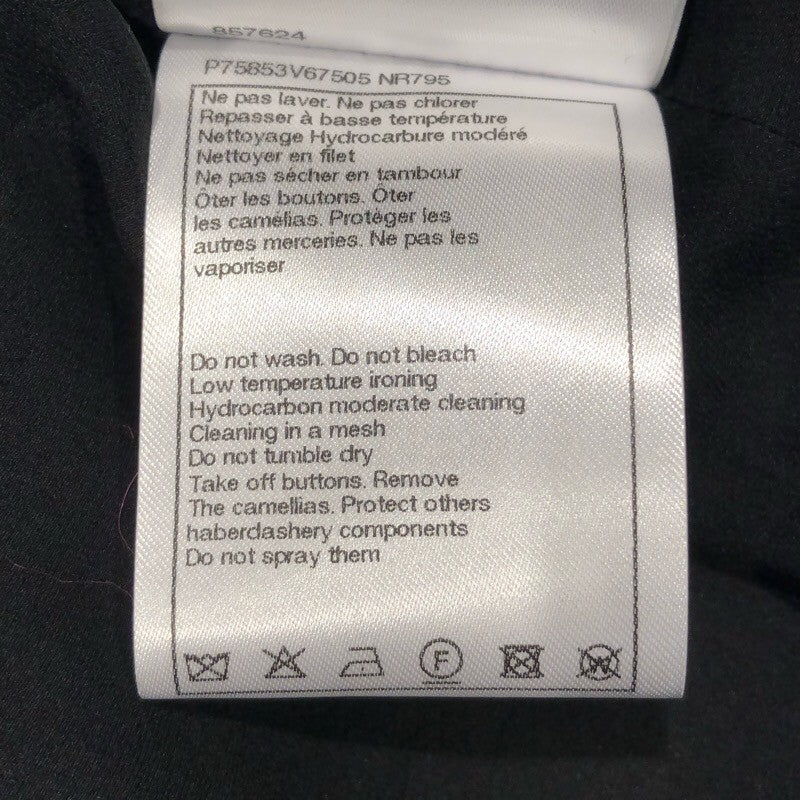 857624
P75853V67505 NR795
Ne pas laver. Ne pas chlorer
Repasser à basse température
Nettoyage Hydrocarbure modéré
Nettoyer en filet
Ne pas sécher en tambour
Ôter les boutons. Ôter
les camélias. Protéger les
autres merceries. Ne pas les
vaporiser
Do not wash. Do not bleach
Low temperature ironing
Hydrocarbon moderate cleaning
Cleaning in a mesh
Do not tumble dry
Take off buttons. Remove
The camellias. Protect others
haberdashery components
Do not spray them
F W